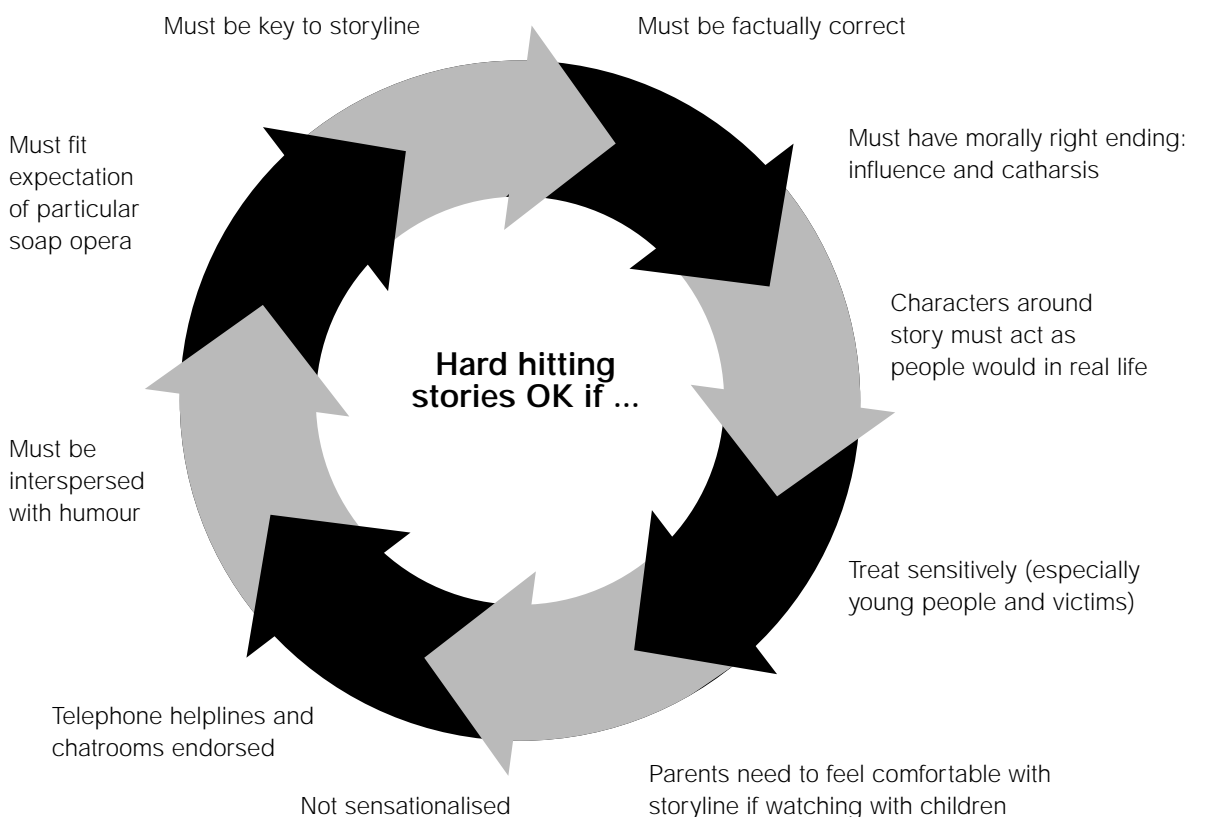 Must be key to storyline
Must be factually correct
Must have morally right ending:
influence and catharsis
Characters around
story must act as
people would in real life
Treat sensitively (especially
young people and victims)
Parents need to feel comfortable with
storyline if watching with children
Not sensationalised
Telephone helplines and
chatrooms endorsed
Must be
interspersed
with humour
Must fit
expectation
of particular
soap opera
Hard hitting
stories OK if ...